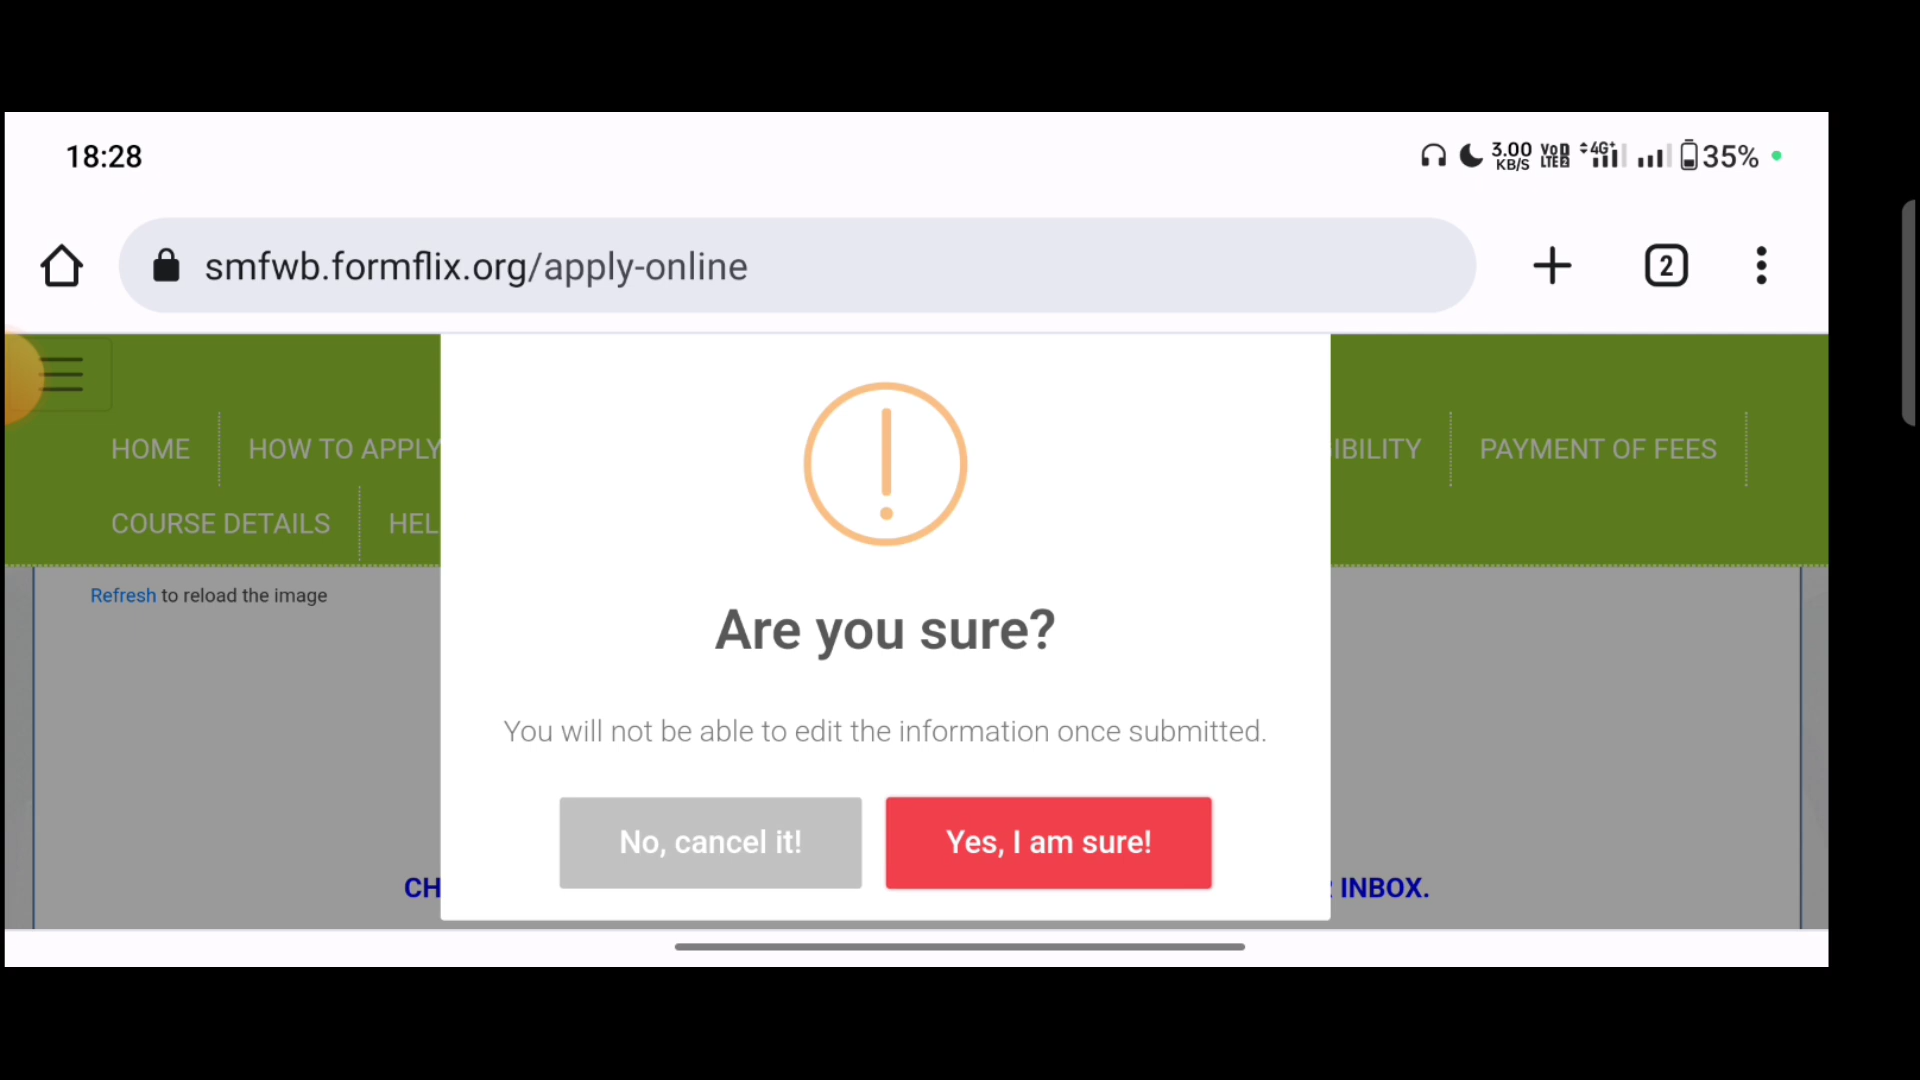 18:28
3.00 KB/S
VoLTE 2
4G+
35%
smfwb.formflix.org/apply-online
2
HOME
HOW TO APPLY
IBILITY
PAYMENT OF FEES
COURSE DETAILS
HEL
Refresh to reload the image
Are you sure?
You will not be able to edit the information once submitted.
No, cancel it!
Yes, I am sure!
CH
INBOX.